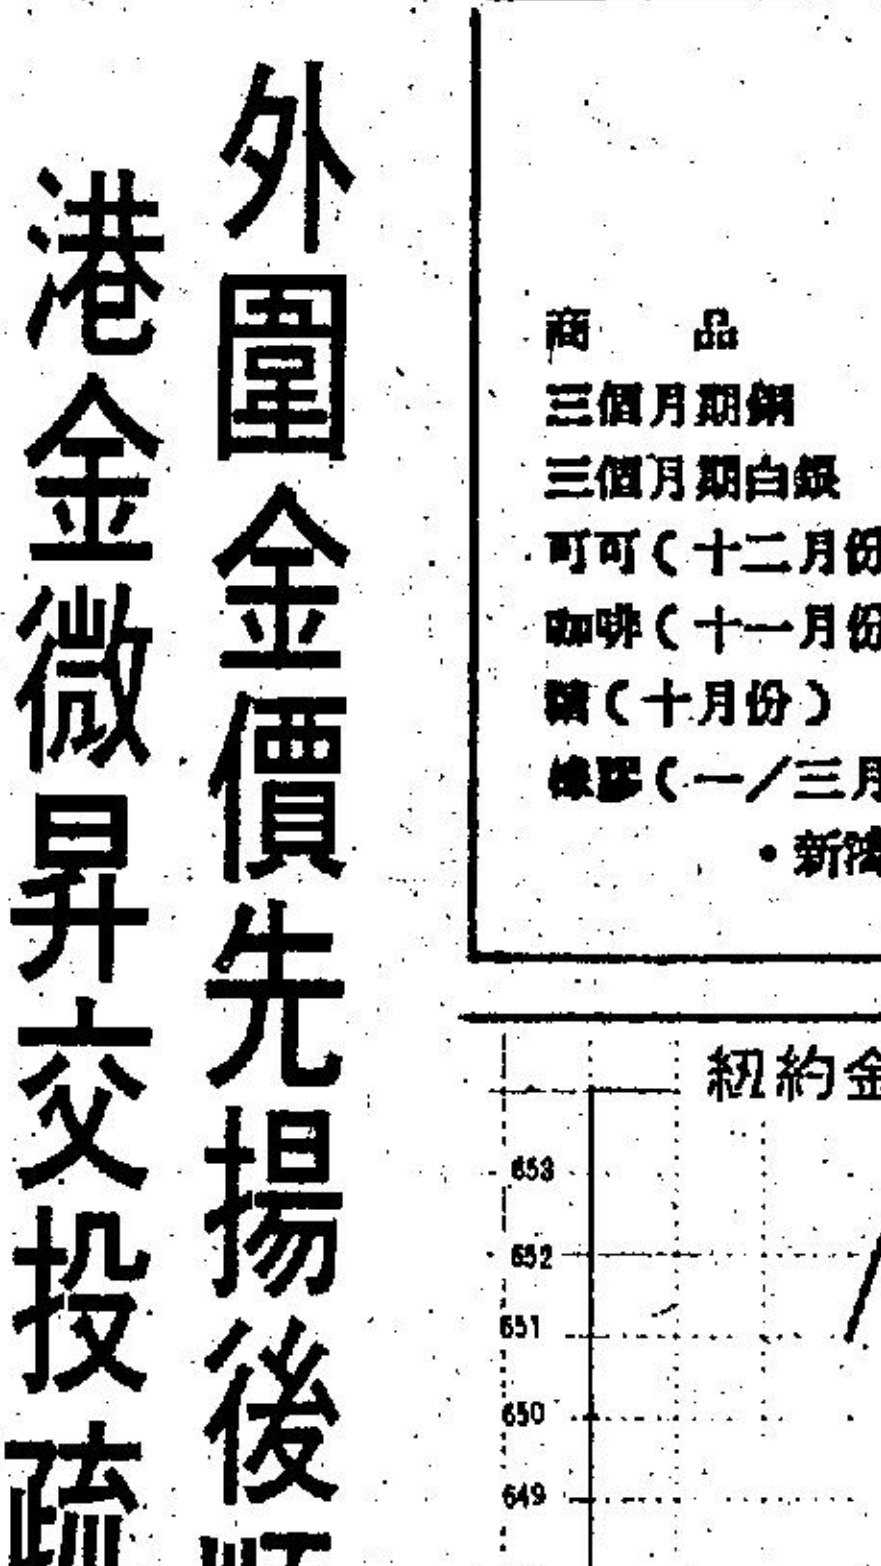 外圍金價先揚後
港金微昇交投疏
商　品
三個月期銅
三個月期白銀
可可(十二月份
咖啡(十一月份
糖(十月份)
橡膠(一／三月
•新鴻
紐約金
653
652
651
650
649